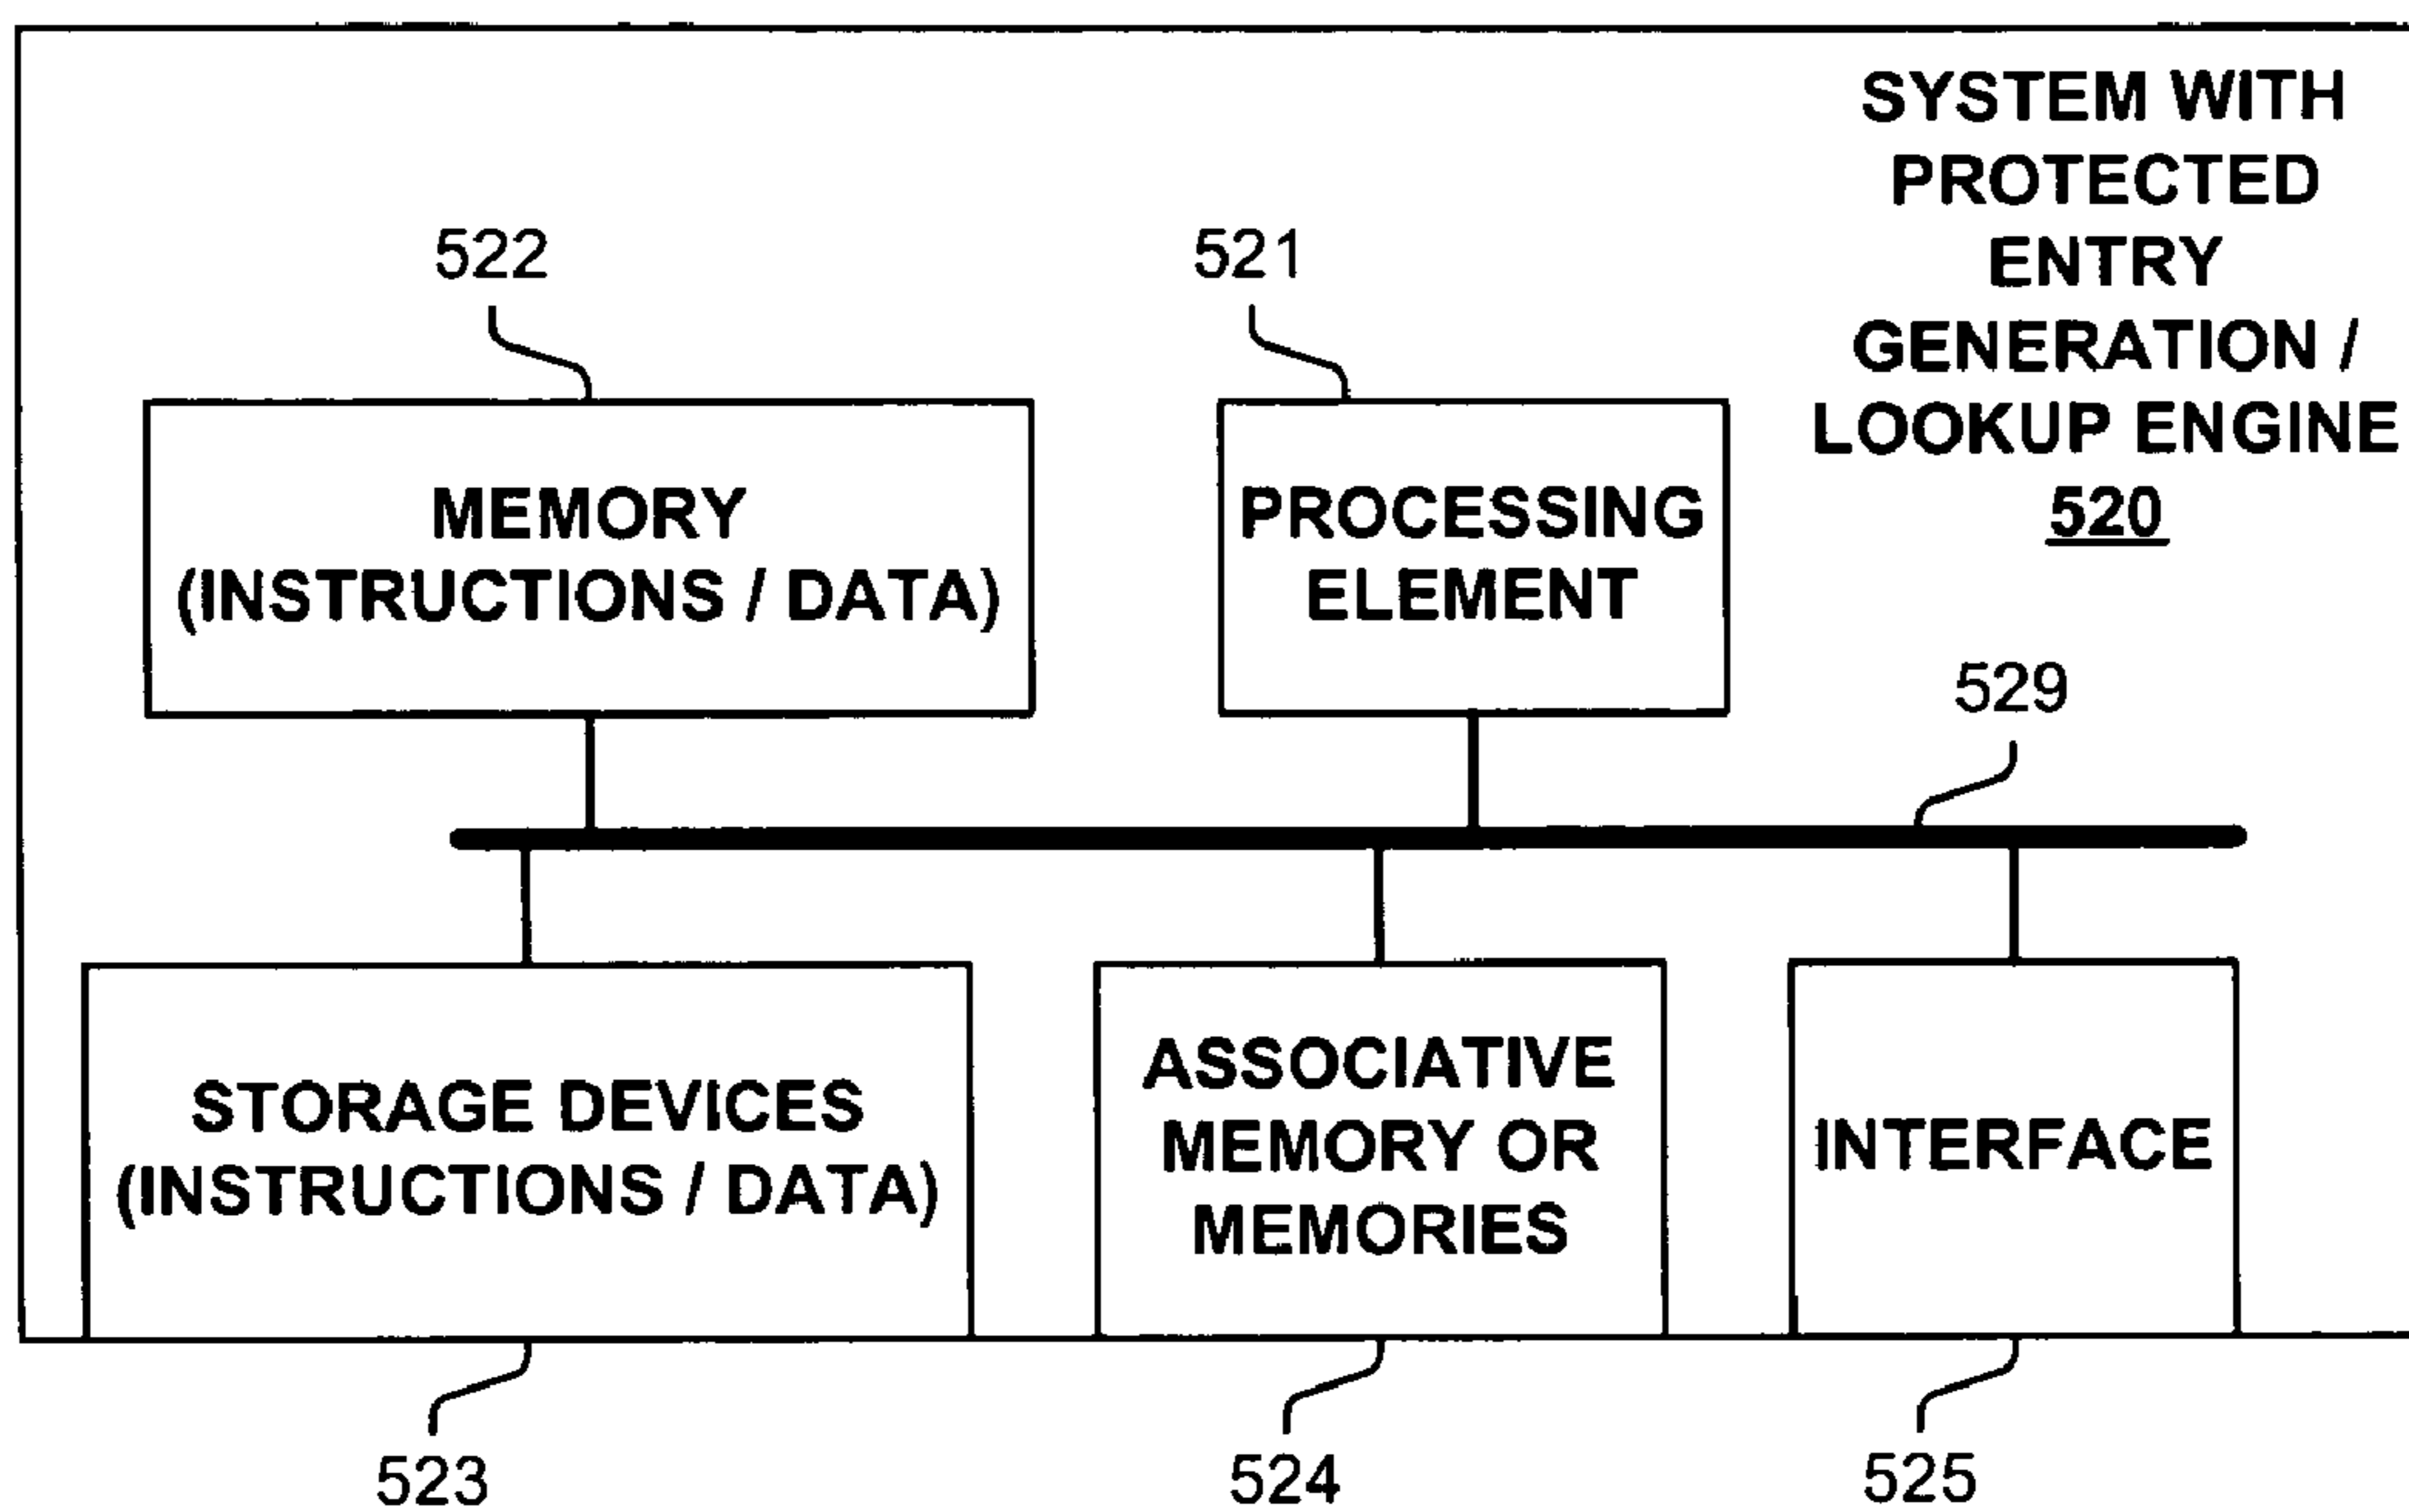 SYSTEM WITH
PROTECTED
ENTRY
GENERATION /
LOOKUP ENGINE
520
522
521
MEMORY
(INSTRUCTIONS / DATA)
PROCESSING
ELEMENT
529
STORAGE DEVICES
(INSTRUCTIONS / DATA)
ASSOCIATIVE
MEMORY OR
MEMORIES
INTERFACE
523
524
525